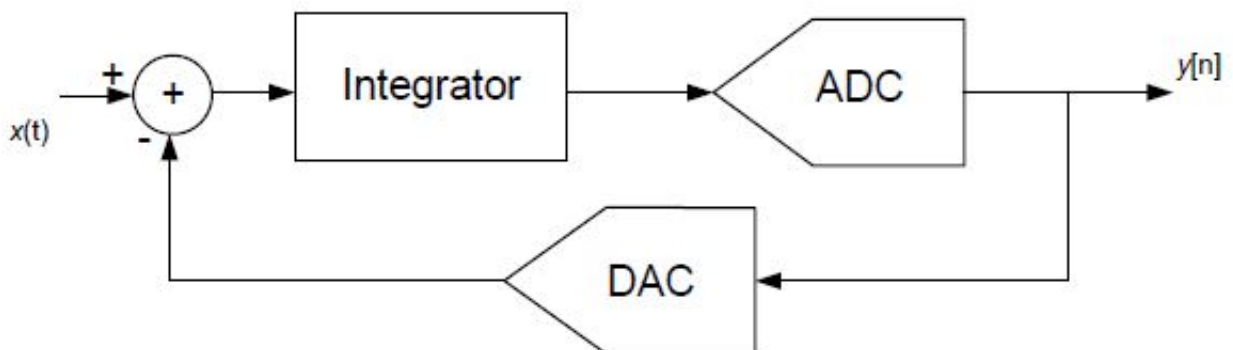 x(t)
+
+
-
Integrator
ADC
y[n]
DAC